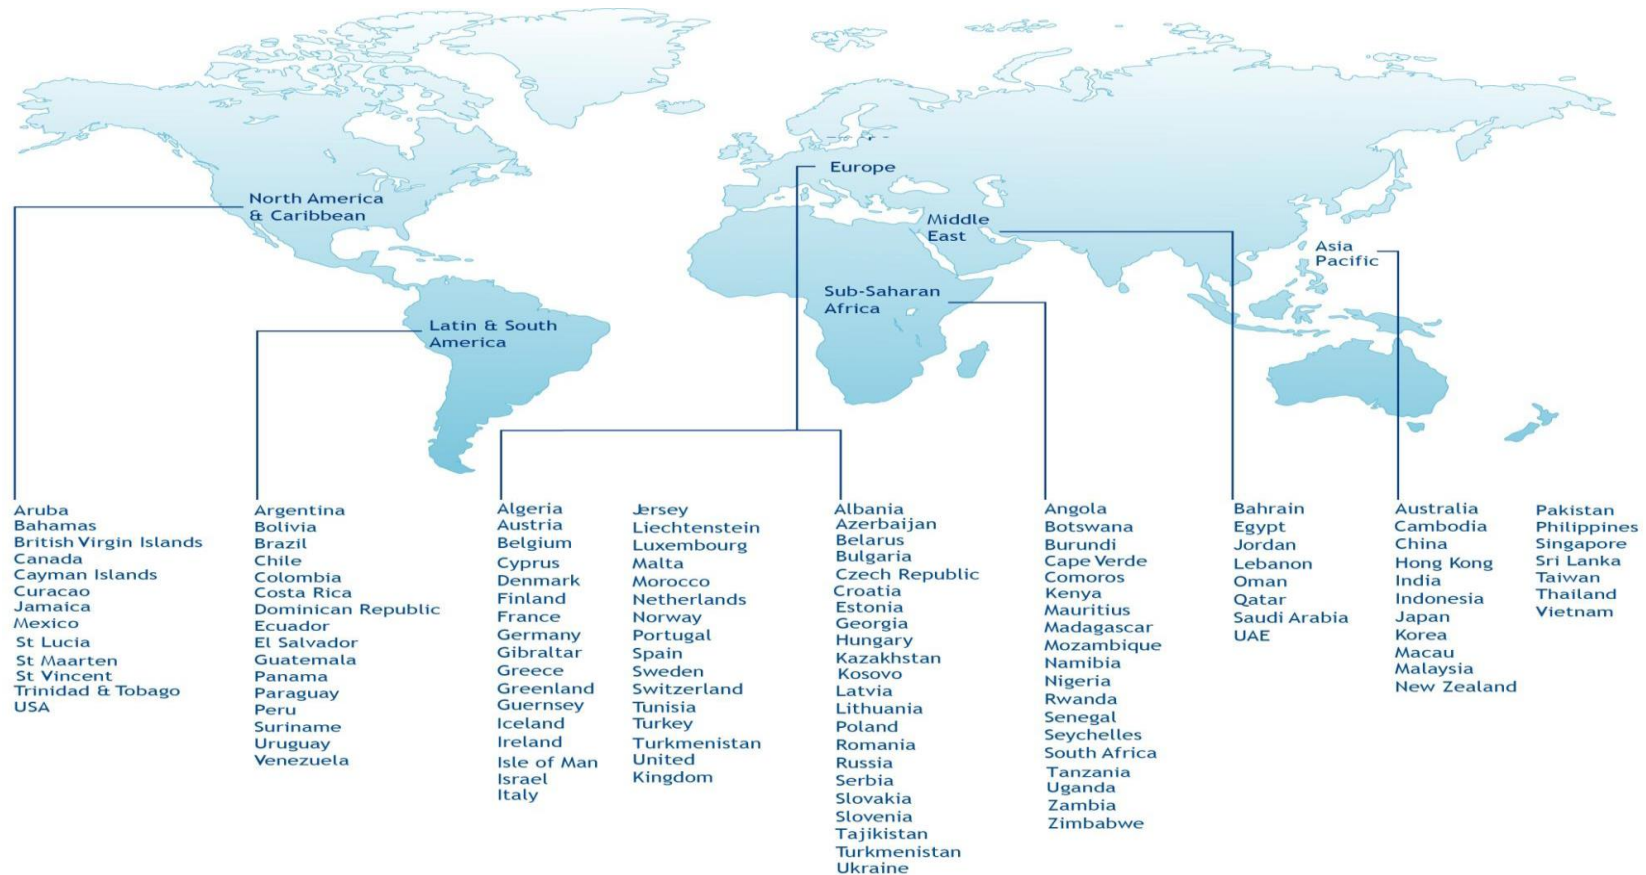 North America
& Caribbean
Latin & South
America
Europe
Middle
East
Sub-Saharan
Africa
Asia
Pacific
Aruba
Bahamas
British Virgin Islands
Canada
Cayman Islands
Curacao
Jamaica
Mexico
St Lucia
St Maarten
St Vincent
Trinidad & Tobago
USA
Argentina
Bolivia
Brazil
Chile
Colombia
Costa Rica
Dominican Republic
Ecuador
El Salvador
Guatemala
Panama
Paraguay
Peru
Suriname
Uruguay
Venezuela
Algeria
Austria
Belgium
Cyprus
Denmark
Finland
France
Germany
Gibraltar
Greece
Greenland
Guernsey
Iceland
Ireland
Isle of Man
Israel
Italy
Jersey
Liechtenstein
Luxembourg
Malta
Morocco
Netherlands
Norway
Portugal
Spain
Sweden
Switzerland
Tunisia
Turkey
Turkmenistan
United
Kingdom
Albania
Azerbaijan
Belarus
Bulgaria
Czech Republic
Croatia
Estonia
Georgia
Hungary
Kazakhstan
Kosovo
Latvia
Lithuania
Poland
Romania
Russia
Serbia
Slovakia
Slovenia
Tajikistan
Turkmenistan
Ukraine
Angola
Botswana
Burundi
Cape Verde
Comoros
Kenya
Mauritius
Madagascar
Mozambique
Namibia
Nigeria
Rwanda
Senegal
Seychelles
South Africa
Tanzania
Uganda
Zambia
Zimbabwe
Bahrain
Egypt
Jordan
Lebanon
Oman
Qatar
Saudi Arabia
UAE
Australia
Cambodia
China
Hong Kong
India
Indonesia
Japan
Korea
Macau
Malaysia
New Zealand
Pakistan
Philippines
Singapore
Sri Lanka
Taiwan
Thailand
Vietnam